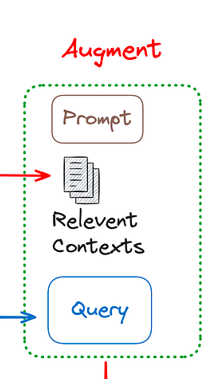 Augment
Prompt
Relevent
Contexts
Query